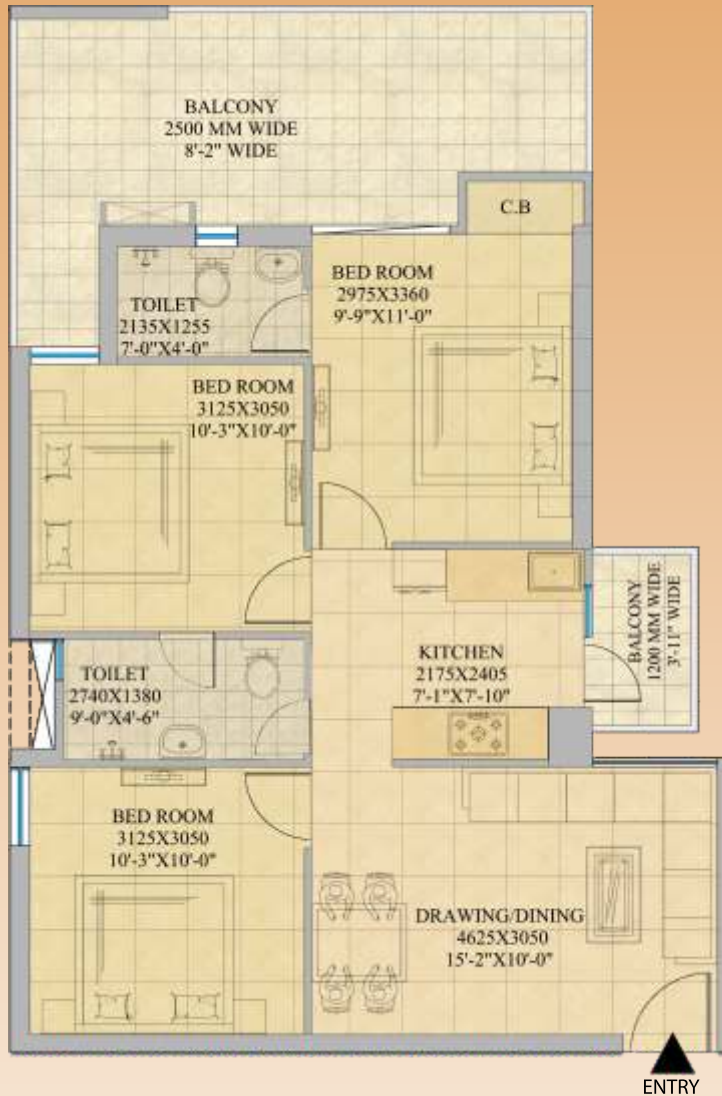 BALCONY
2500 MM WIDE
8'-2" WIDE
C.B
BED ROOM
2975X3360
9'-9"X11'-0"
TOILET
2135X1255
7'-0"X4'-0"
BED ROOM
3125X3050
10'-3"X10'-0"
BALCONY
1200 MM WIDE
3'-11" WIDE
KITCHEN
2175X2405
7'-1"X7'-10"
TOILET
2740X1380
9'-0"X4'-6"
BED ROOM
3125X3050
10'-3"X10'-0"
DRAWING/DINING
4625X3050
15'-2"X10'-0"
ENTRY